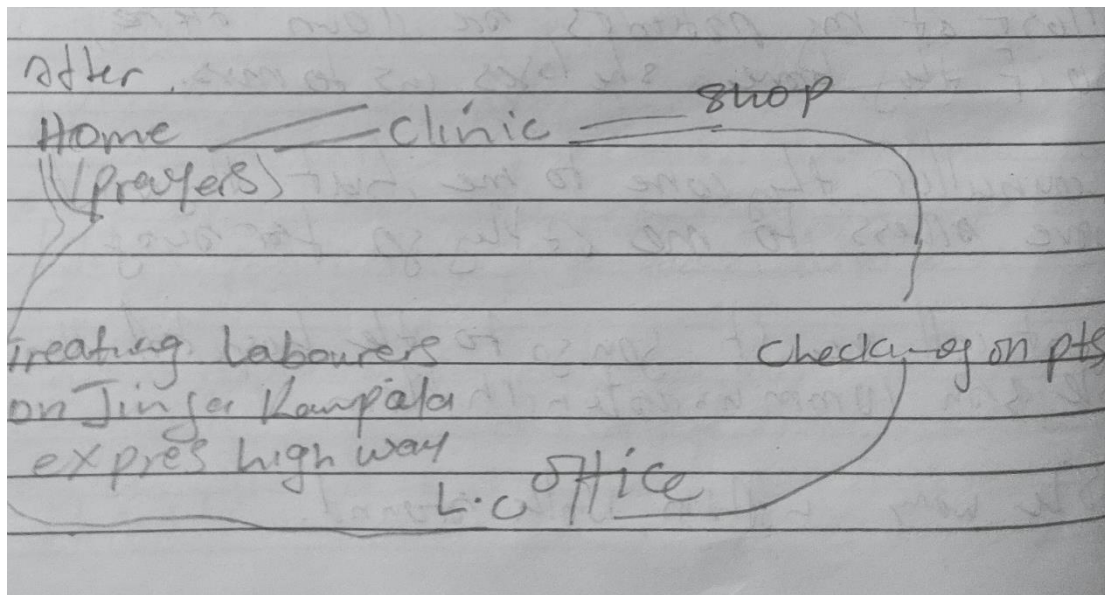 After
Home Clinic shop
(prayers)
Treating labourers checking on pts
on Jinja Kampala
expres high way
L.C office